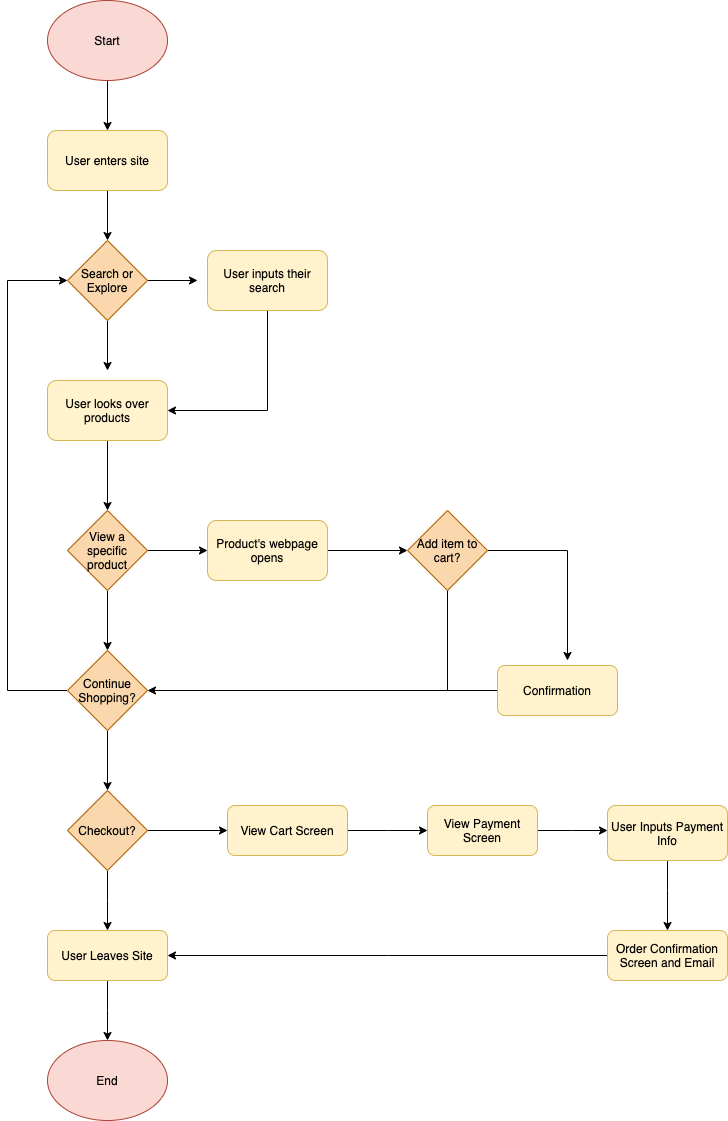 Start
User enters site
Search or
Explore
User inputs their
search
User looks over
products
View a
specific
product
Product's webpage
opens
Add item to
cart?
Continue
Shopping?
Confirmation
Checkout?
View Cart Screen
View Payment
Screen
User Inputs Payment
Info
User Leaves Site
Order Confirmation
Screen and Email
End